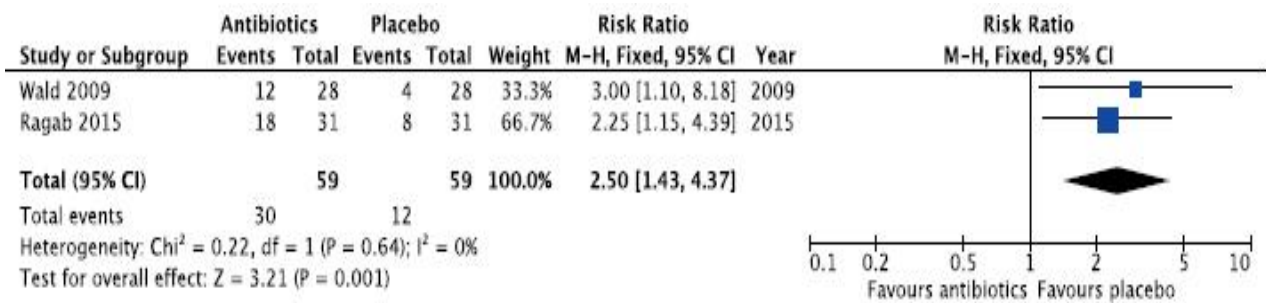 Antibiotics Placebo Risk Ratio Risk Ratio
Study or Subgroup Events Total Events Total Weight M-H, Fixed, 95% CI Year M-H, Fixed, 95% CI
Wald 2009 12 28 4 28 33.3% 3.00 [1.10, 8.18] 2009
Ragab 2015 18 31 8 31 66.7% 2.25 [1.15, 4.39] 2015
Total (95% CI) 59 59 100.0% 2.50 [1.43, 4.37]
Total events 30 12
Heterogeneity: Chi² = 0.22, df = 1 (P = 0.64); I² = 0%
Test for overall effect: Z = 3.21 (P = 0.001)
0.1 0.2 0.5 1 2 5 10
Favours antibiotics Favours placebo